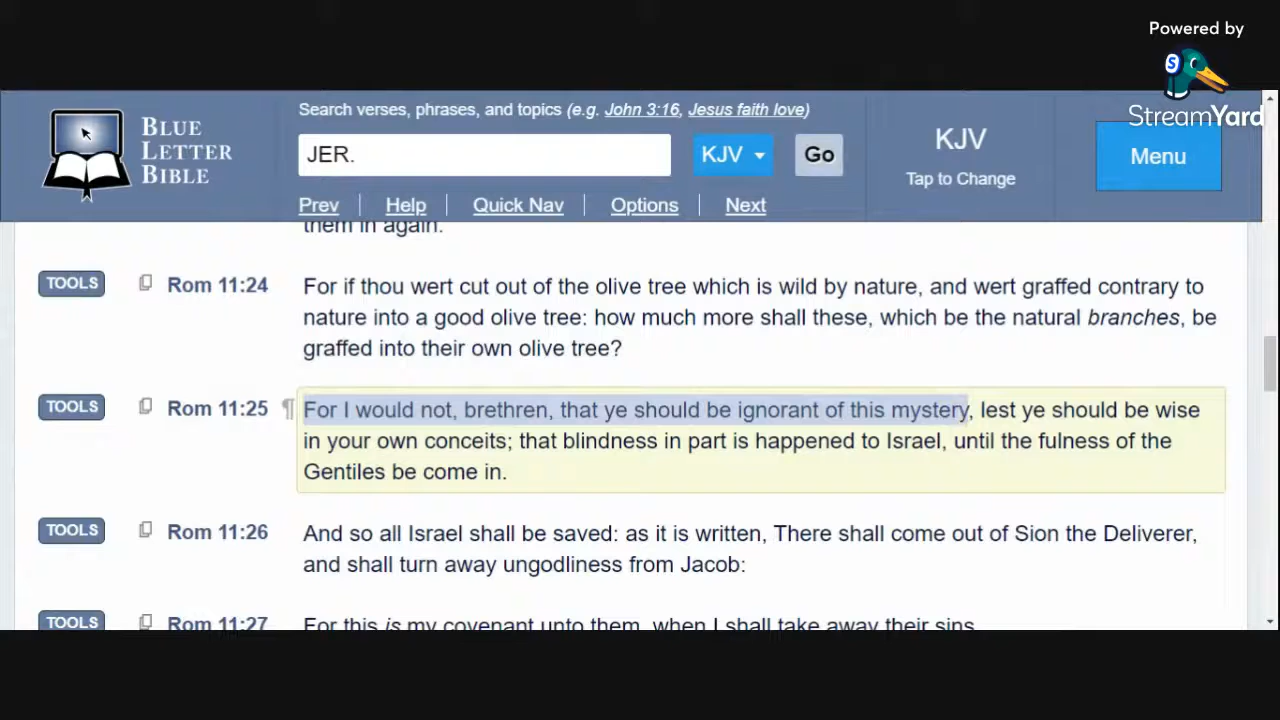 Powered by
StreamYard
Search verses, phrases, and topics (e.g. John 3:16, Jesus faith love)
BLUE
LETTER
BIBLE
JER.
KJV
Go
KJV
Tap to Change
Menu
Prev
Help
Quick Nav
Options
Next
them in again.
TOOLS
Rom 11:24
For if thou wert cut out of the olive tree which is wild by nature, and wert graffed contrary to
nature into a good olive tree: how much more shall these, which be the natural branches, be
graffed into their own olive tree?
TOOLS
Rom 11:25
¶ For I would not, brethren, that ye should be ignorant of this mystery, lest ye should be wise
in your own conceits; that blindness in part is happened to Israel, until the fulness of the
Gentiles be come in.
TOOLS
Rom 11:26
And so all Israel shall be saved: as it is written, There shall come out of Sion the Deliverer,
and shall turn away ungodliness from Jacob:
TOOLS
Rom 11:27
For this is my covenant unto them, when I shall take away their sins.